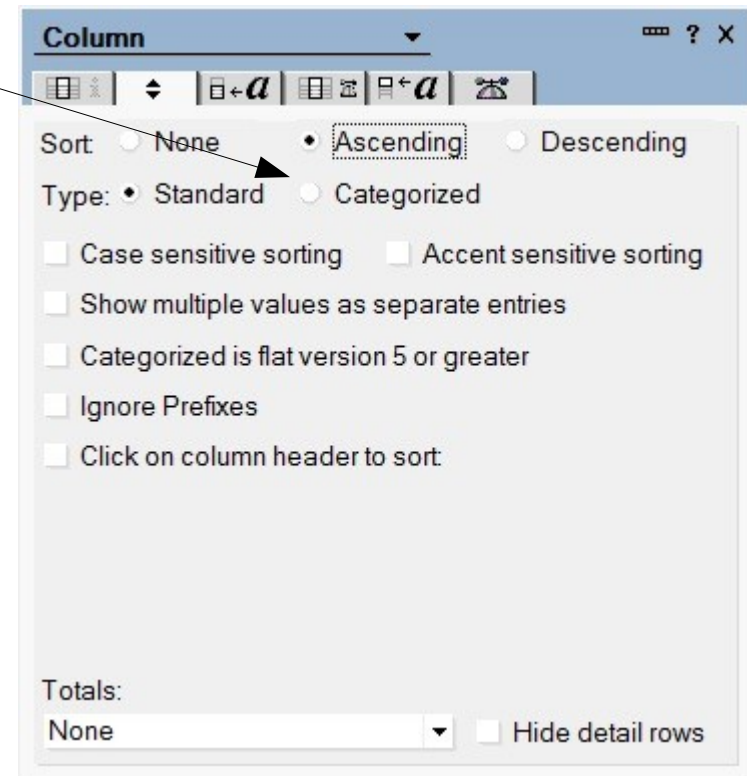 Column ? X
a a
Sort: None Ascending Descending
Type: Standard Categorized
Case sensitive sorting Accent sensitive sorting
Show multiple values as separate entries
Categorized is flat version 5 or greater
Ignore Prefixes
Click on column header to sort:
Totals:
None Hide detail rows